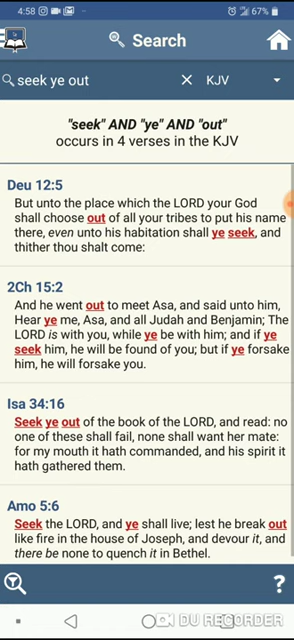 4:58 67%
Search
seek ye out KJV
"seek" AND "ye" AND "out"
occurs in 4 verses in the KJV
Deu 12:5
But unto the place which the LORD your God
shall choose out of all your tribes to put his name
there, even unto his habitation shall ye seek, and
thither thou shalt come:
2Ch 15:2
And he went out to meet Asa, and said unto him,
Hear ye me, Asa, and all Judah and Benjamin; The
LORD is with you, while ye be with him; and if ye
seek him, he will be found of you; but if ye forsake
him, he will forsake you.
Isa 34:16
Seek ye out of the book of the LORD, and read: no
one of these shall fail, none shall want her mate:
for my mouth it hath commanded, and his spirit it
hath gathered them.
Amo 5:6
Seek the LORD, and ye shall live; lest he break out
like fire in the house of Joseph, and devour it, and
there be none to quench it in Bethel.
?
DU RECORDER